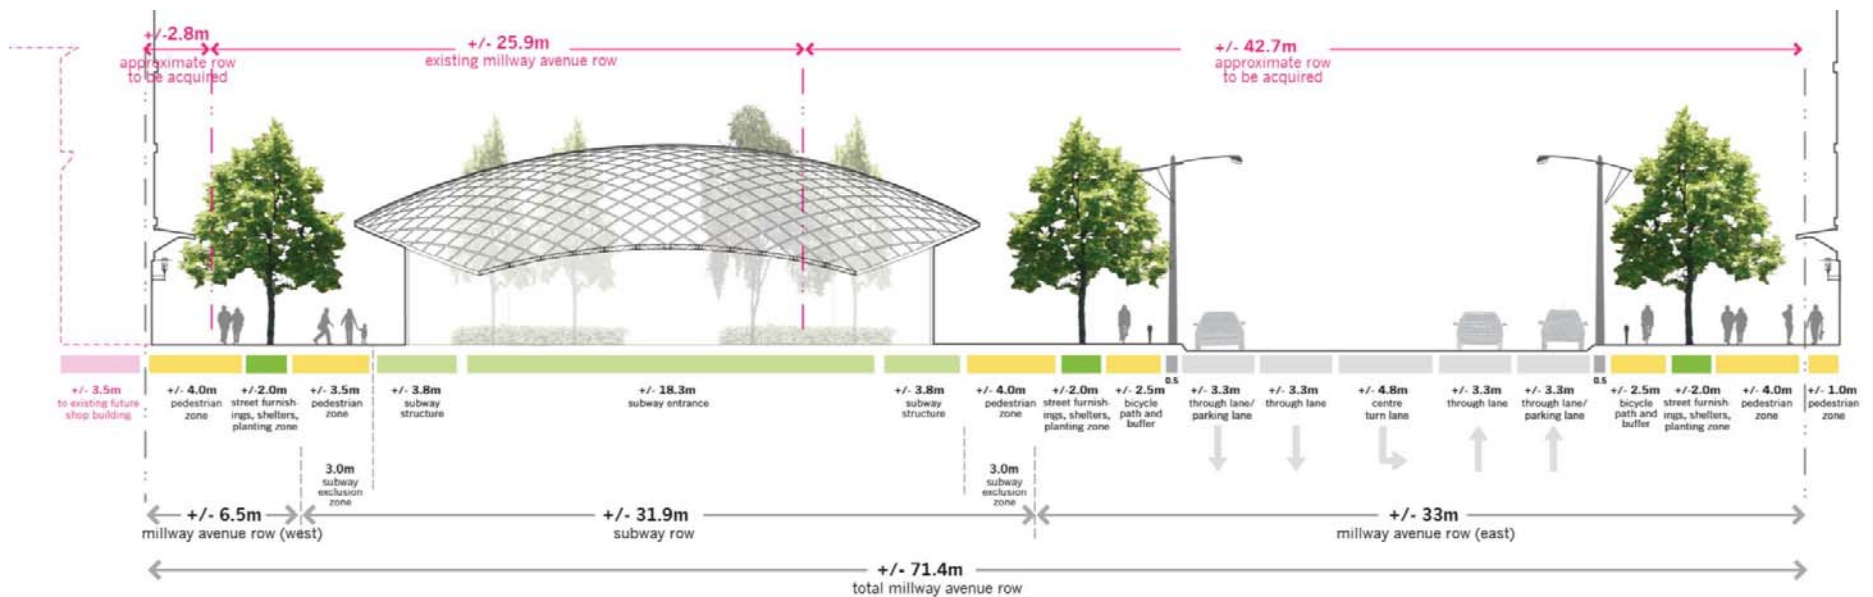 +/-2.8m
approximate row
to be acquired
+/- 25.9m
existing millway avenue row
+/- 42.7m
approximate row
to be acquired
+/- 3.5m
to existing future
shop building
+/- 4.0m
pedestrian
zone
+/-2.0m
street furnish-
ings, shelters,
planting zone
+/- 3.5m
pedestrian
zone
+/- 3.8m
subway
structure
+/- 18.3m
subway entrance
+/- 3.8m
subway
structure
+/- 4.0m
pedestrian
zone
+/-2.0m
street furnish-
ings, shelters,
planting zone
+/- 2.5m
bicycle
path and
buffer
0.5
+/- 3.3m
through lane/
parking lane
+/- 3.3m
through lane
+/- 4.8m
centre
turn lane
+/- 3.3m
through lane
+/- 3.3m
through lane/
parking lane
0.5
+/- 2.5m
bicycle
path and
buffer
+/-2.0m
street furnish-
ings, shelters,
planting zone
+/- 4.0m
pedestrian
zone
+/- 1.0m
pedestrian
zone
3.0m
subway
exclusion
zone
3.0m
subway
exclusion
zone
+/- 6.5m
millway avenue row (west)
+/- 31.9m
subway row
+/- 33m
millway avenue row (east)
+/- 71.4m
total millway avenue row